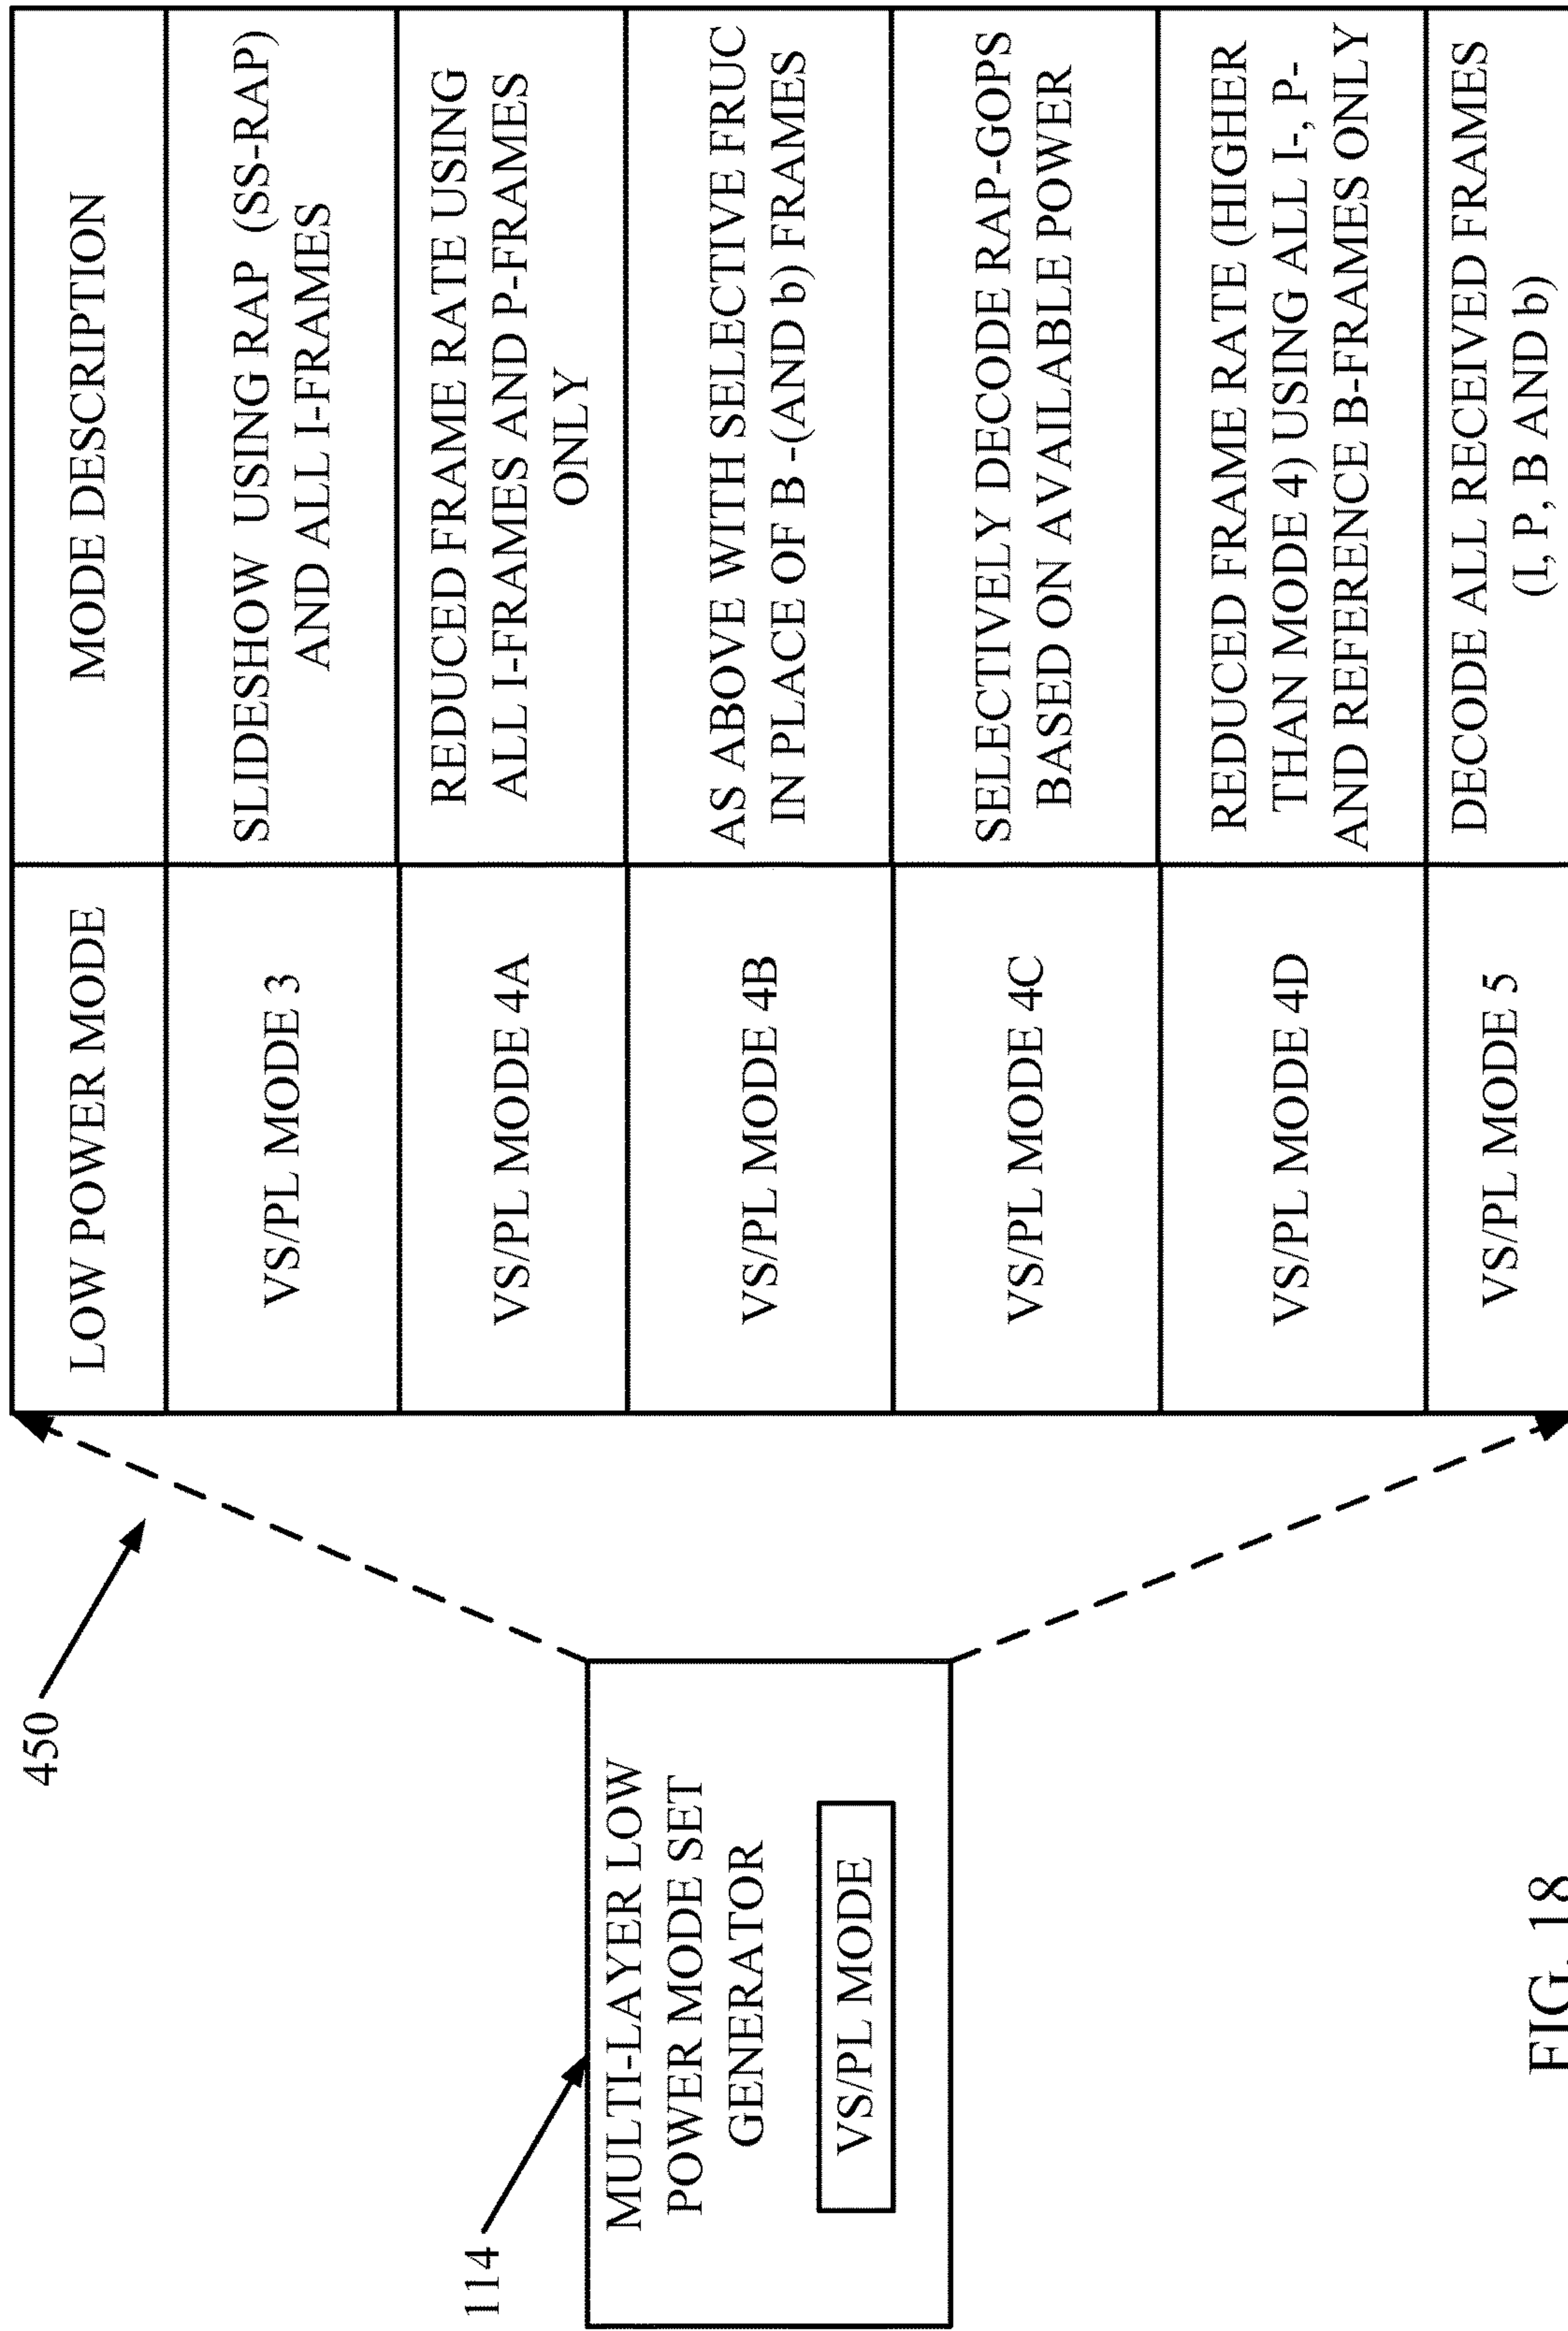 450
114
MULTI-LAYER LOW
POWER MODE SET
GENERATOR
VS/PL MODE
LOW POWER MODE
MODE DESCRIPTION
VS/PL MODE 3
SLIDESHOW USING RAP (SS-RAP)
AND ALL I-FRAMES
VS/PL MODE 4A
REDUCED FRAME RATE USING
ALL I-FRAMES AND P-FRAMES
ONLY
VS/PL MODE 4B
AS ABOVE WITH SELECTIVE FRUC
IN PLACE OF B -(AND b) FRAMES
VS/PL MODE 4C
SELECTIVELY DECODE RAP-GOPS
BASED ON AVAILABLE POWER
VS/PL MODE 4D
REDUCED FRAME RATE (HIGHER
THAN MODE 4) USING ALL I-, P-
AND REFERENCE B-FRAMES ONLY
VS/PL MODE 5
DECODE ALL RECEIVED FRAMES
(I, P, B AND b)
FIG. 18